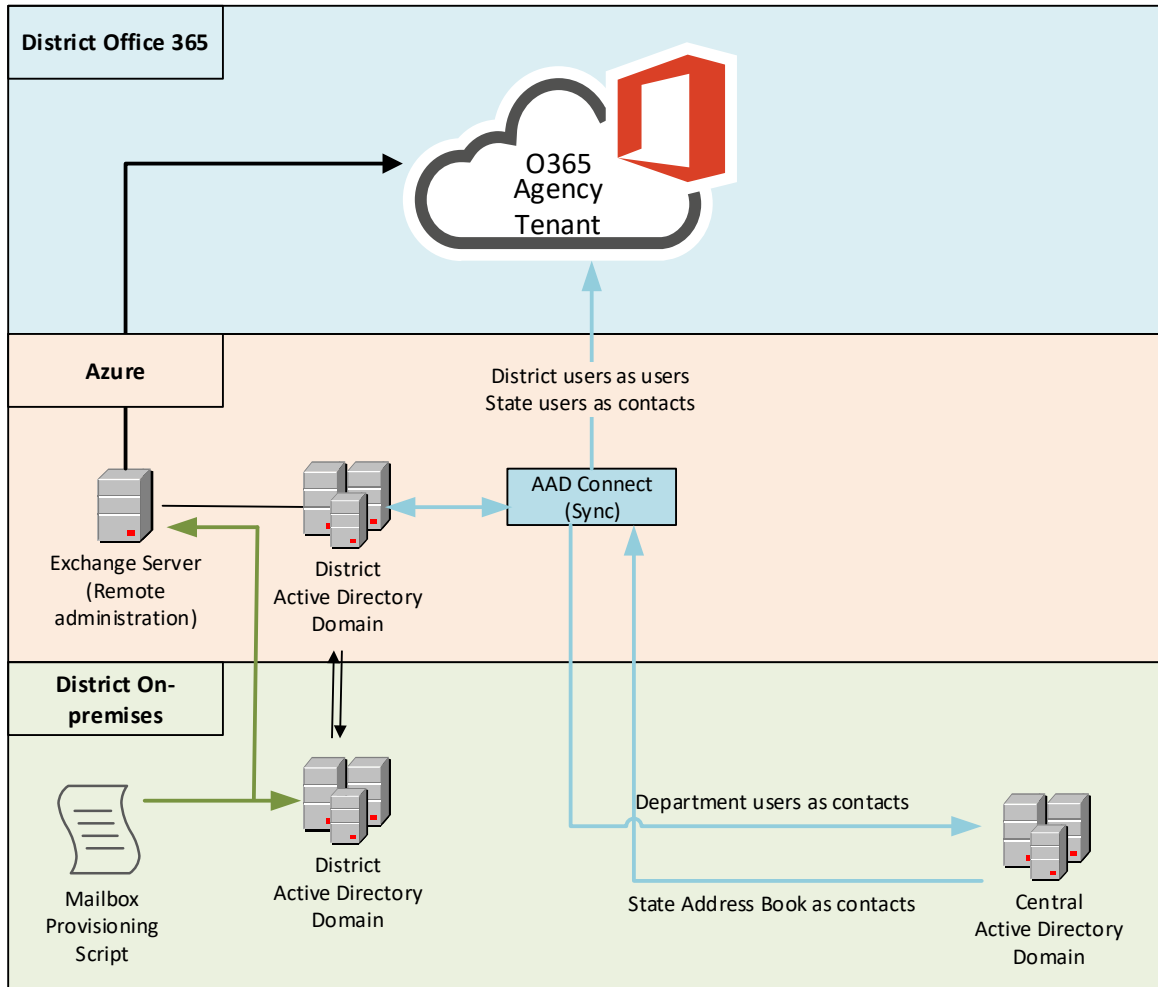 District Office 365
O365
Agency
Tenant
Azure
District users as users
State users as contacts
AAD Connect
(Sync)
Exchange Server
(Remote
administration)
District
Active Directory
Domain
District On-
premises
Mailbox
Provisioning
Script
District
Active Directory
Domain
Department users as contacts
State Address Book as contacts
Central
Active Directory
Domain